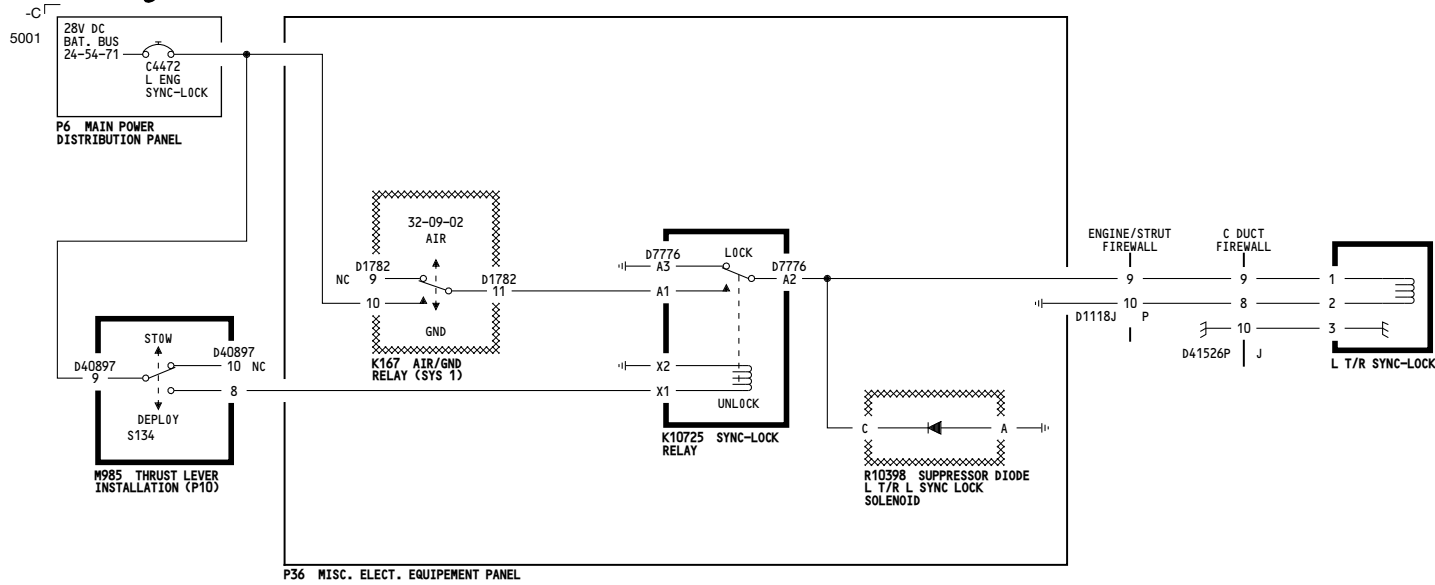 -C
5001
28V DC
BAT. BUS
24-54-71
C4472
L ENG
SYNC-LOCK
P6 MAIN POWER
DISTRIBUTION PANEL
32-09-02
AIR
D1782
NC 9
10
D1782
11
GND
K167 AIR/GND
RELAY (SYS 1)
D7776
A3
A1
LOCK
D7776
A2
X2
X1
UNLOCK
K10725 SYNC-LOCK
RELAY
ENGINE/STRUT
FIREWALL
9
10
D1118J P
C DUCT
FIREWALL
9
8
10
D41526P J
1
2
3
L T/R SYNC-LOCK
STOW
D40897
9
D40897
10 NC
8
DEPLOY
S134
M985 THRUST LEVER
INSTALLATION (P10)
C
A
R10398 SUPPRESSOR DIODE
L T/R L SYNC LOCK
SOLENOID
P36 MISC. ELECT. EQUIPEMENT PANEL